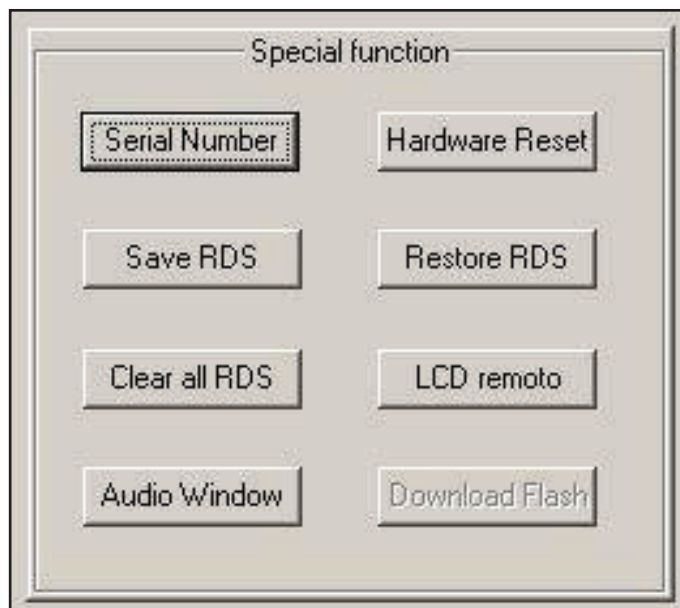 Special function
Serial Number
Hardware Reset
Save RDS
Restore RDS
Clear all RDS
LCD remoto
Audio Window
Download Flash